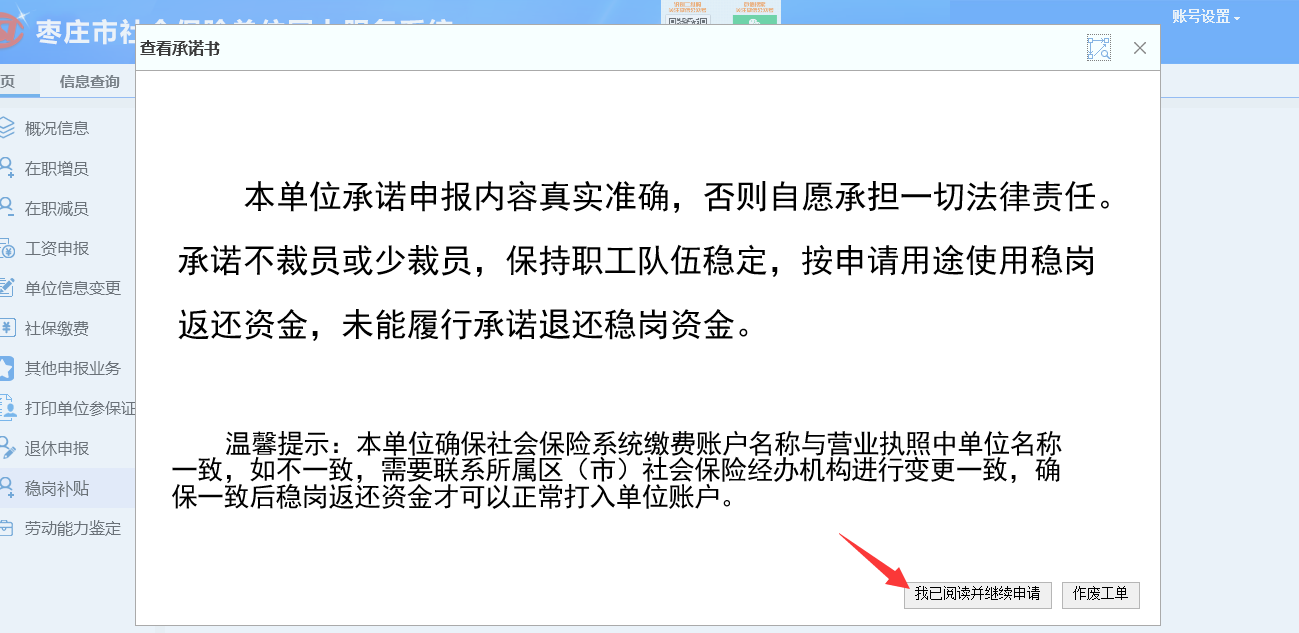 账号设置
查看承诺书
页
信息查询
概况信息
在职增员
在职减员
工资申报
单位信息变更
社保缴费
其他申报业务
打印单位参保证
退休申报
稳岗补贴
劳动能力鉴定
本单位承诺申报内容真实准确，否则自愿承担一切法律责任。
承诺不裁员或少裁员，保持职工队伍稳定，按申请用途使用稳岗
返还资金，未能履行承诺退还稳岗资金。
温馨提示：本单位确保社会保险系统缴费账户名称与营业执照中单位名称
一致，如不一致，需要联系所属区（市）社会保险经办机构进行变更一致，确
保一致后稳岗返还资金才可以正常打入单位账户。
我已阅读并继续申请
作废工单